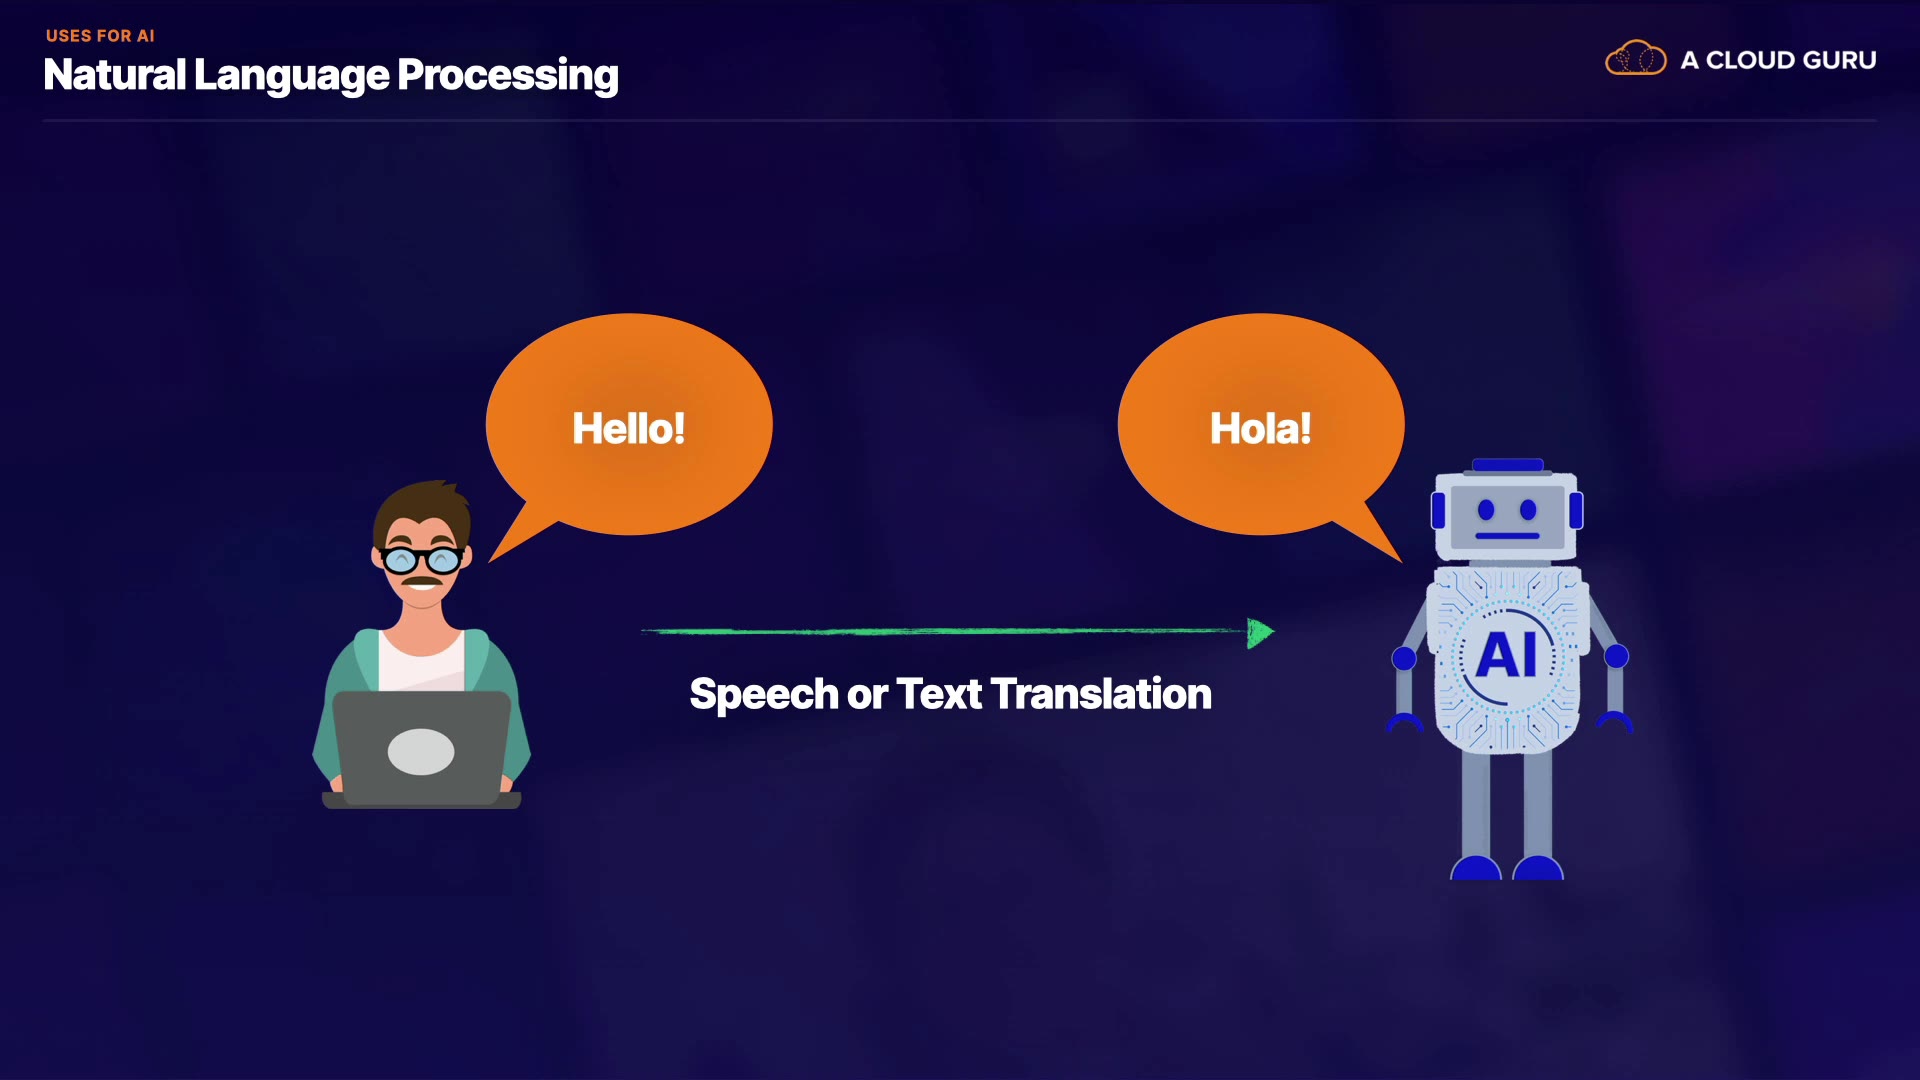 USES FOR AI
Natural Language Processing
A CLOUD GURU
Hello!
Hola!
AI
Speech or Text Translation